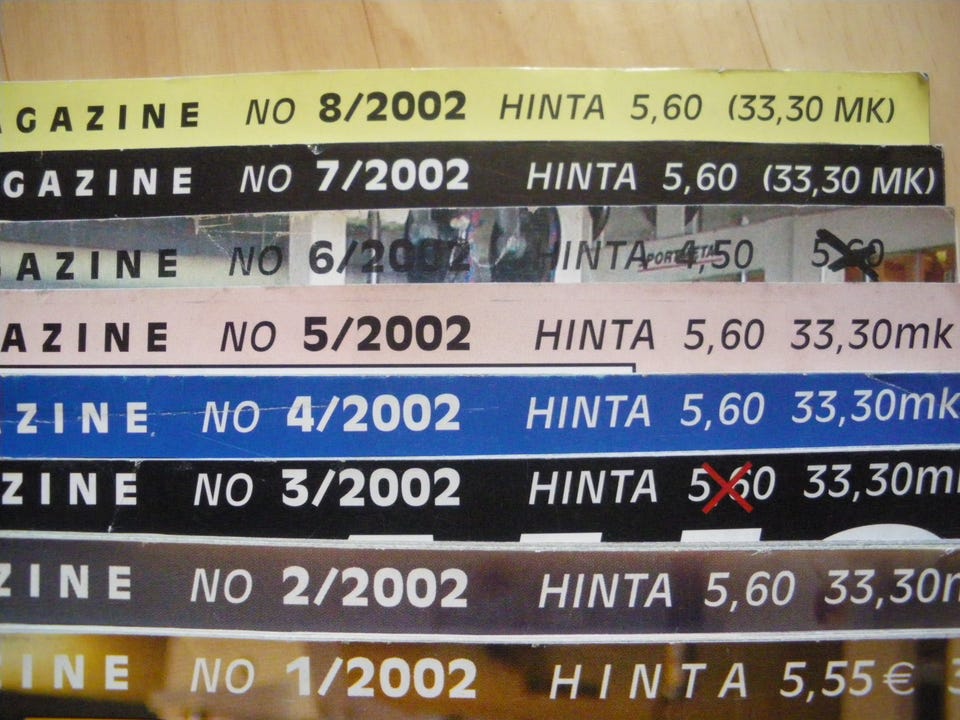 AGAZINE NO 8/2002 HINTA 5,60 (33,30 MK)
GAZINE NO 7/2002 HINTA 5,60 (33,30 MK)
AZINE NO 6/2002 HINTA 4,50 5,60
AZINE NO 5/2002 HINTA 5,60 33,30mk
ZINE NO 4/2002 HINTA 5,60 33,30mk
ZINE NO 3/2002 HINTA 5,60 33,30m
ZINE NO 2/2002 HINTA 5,60 33,30m
ZINE NO 1/2002 HINTA 5,55 €